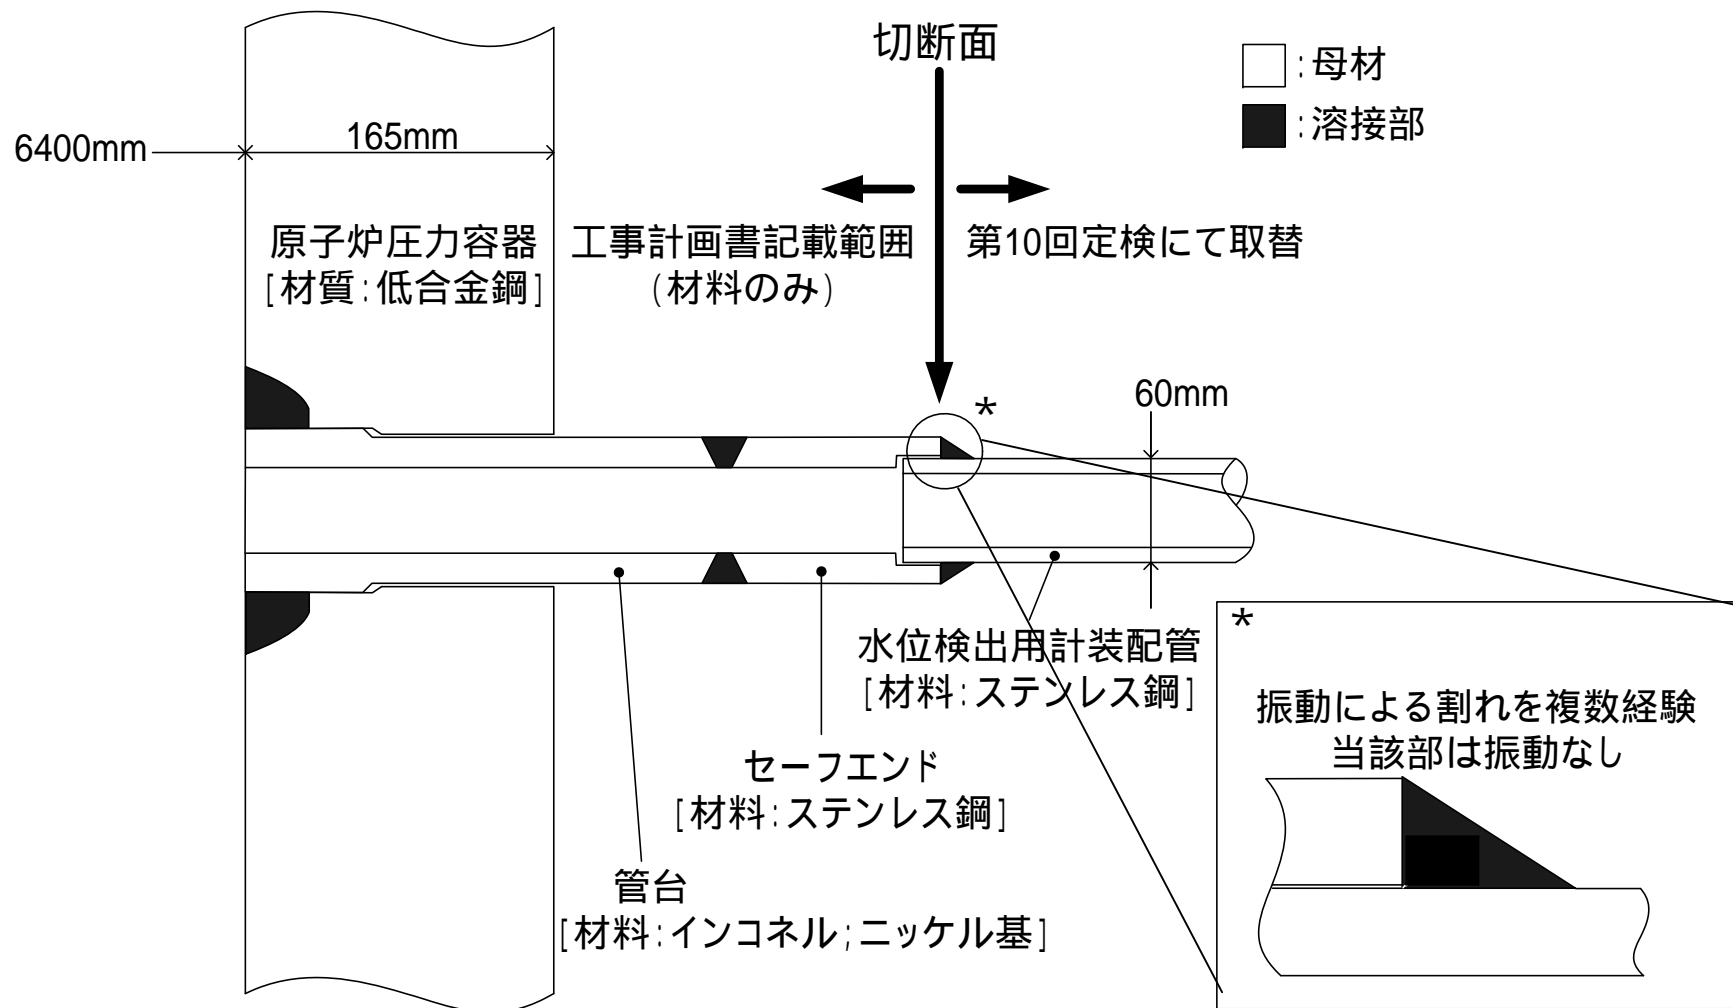 切断面
:母材
:溶接部
6400mm
165mm
原子炉圧力容器
[材質:低合金鋼]
工事計画書記載範囲
(材料のみ)
第10回定検にて取替
*
60mm
水位検出用計装配管
[材料:ステンレス鋼]
セーフエンド
[材料:ステンレス鋼]
管台
[材料:インコネル;ニッケル基]
*
振動による割れを複数経験
当該部は振動なし